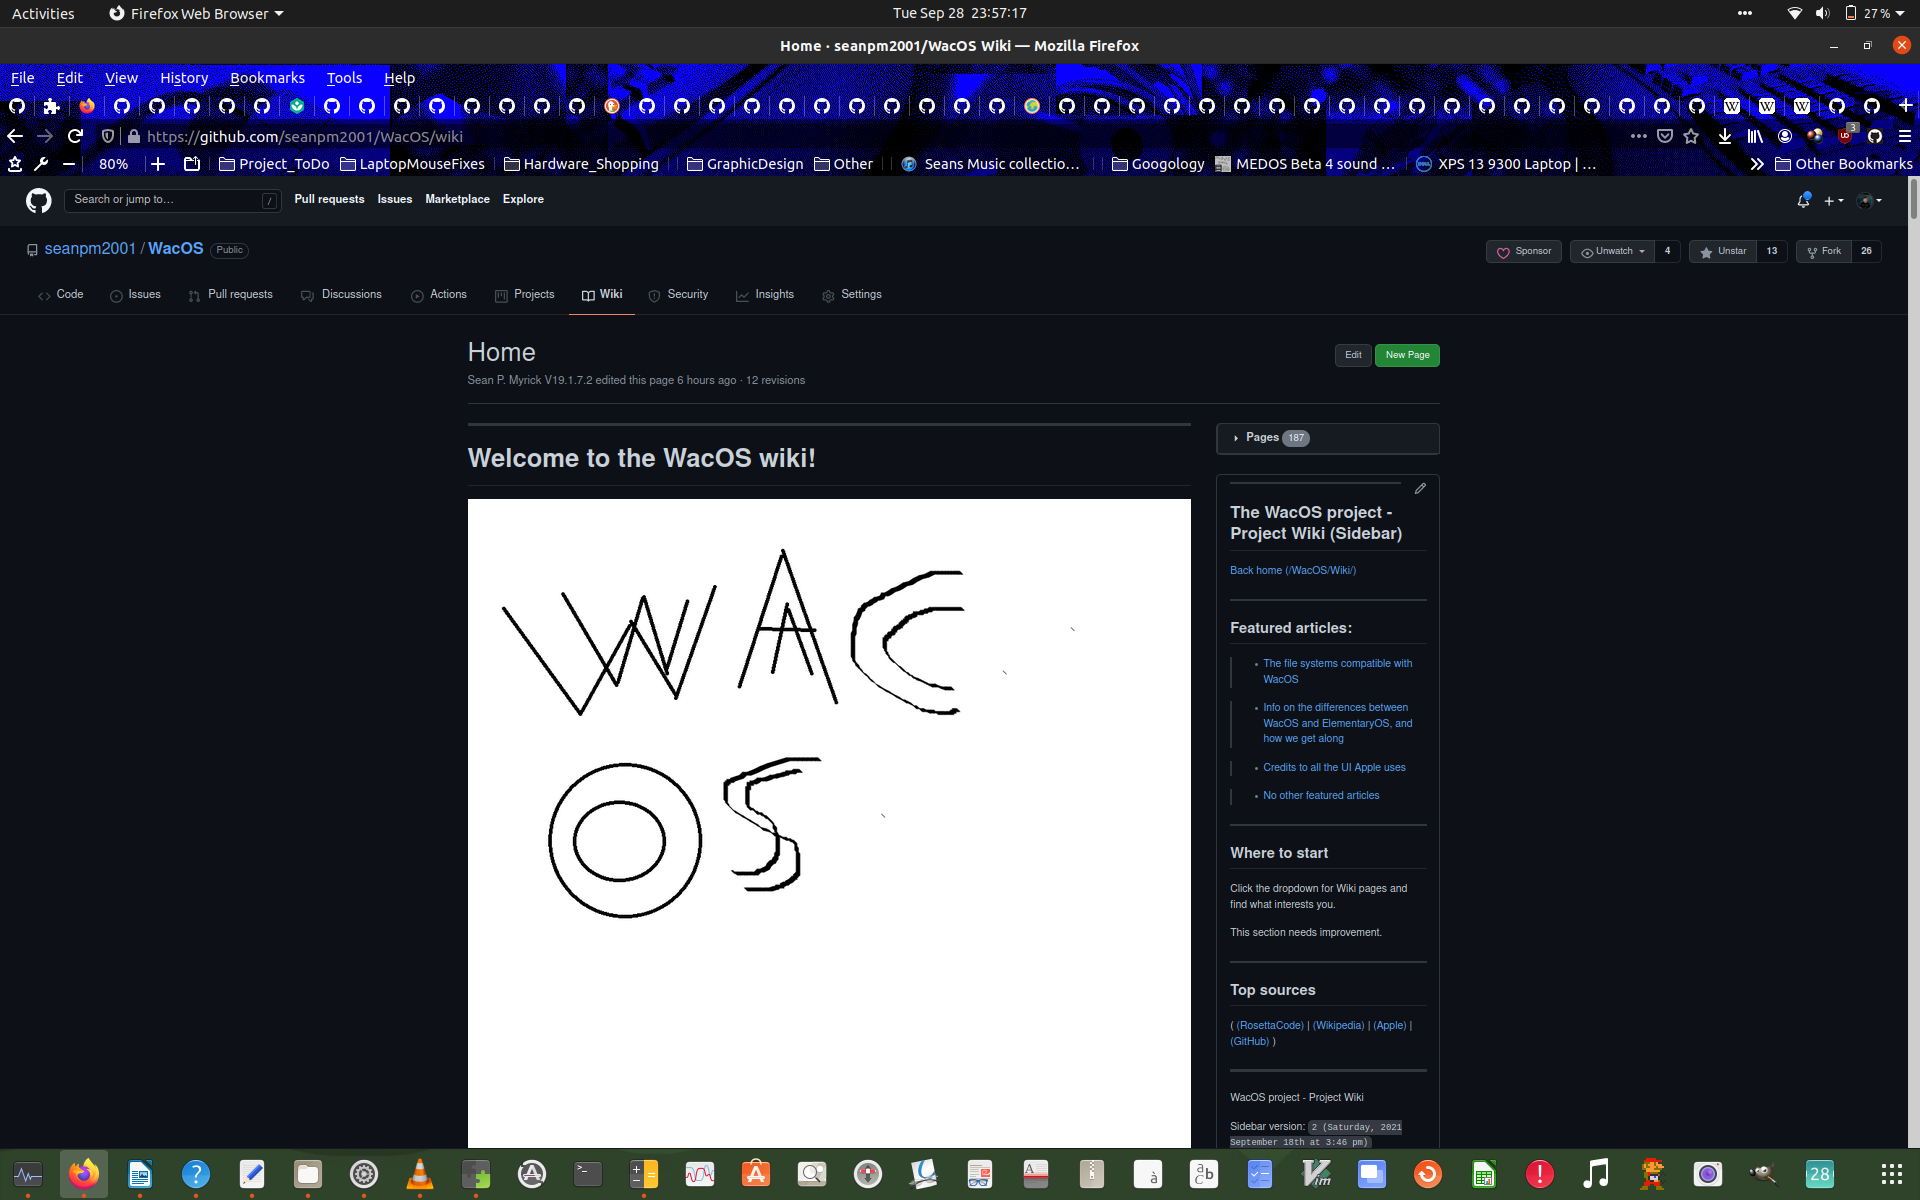 Activities
Firefox Web Browser
Tue Sep 28 23:57:17
27 %
Home · seanpm2001/WacOS Wiki — Mozilla Firefox
File Edit View History Bookmarks Tools Help
https://github.com/seanpm2001/WacOS/wiki
3
80%
Project_ToDo
LaptopMouseFixes
Hardware_Shopping
GraphicDesign
Other
Seans Music collectio…
Googology
MEDOS Beta 4 sound …
XPS 13 9300 Laptop | …
Other Bookmarks
Search or jump to…
/
Pull requests Issues Marketplace Explore
seanpm2001 / WacOS Public
Sponsor
Unwatch 4
Unstar 13
Fork 26
Code Issues Pull requests Discussions Actions Projects Wiki Security Insights Settings
Home
Edit New Page
Sean P. Myrick V19.1.7.2 edited this page 6 hours ago · 12 revisions
Welcome to the WacOS wiki!
WAC
OS
Pages 187
The WacOS project -
Project Wiki (Sidebar)
Back home (/WacOS/Wiki/)
Featured articles:
• The file systems compatible with
WacOS
• Info on the differences between
WacOS and ElementaryOS, and
how we get along
• Credits to all the UI Apple uses
• No other featured articles
Where to start
Click the dropdown for Wiki pages and
find what interests you.
This section needs improvement.
Top sources
( (RosettaCode) | (Wikipedia) | (Apple) |
(GitHub) )
WacOS project - Project Wiki
Sidebar version: 2 (Saturday, 2021
September 18th at 3:46 pm)
28